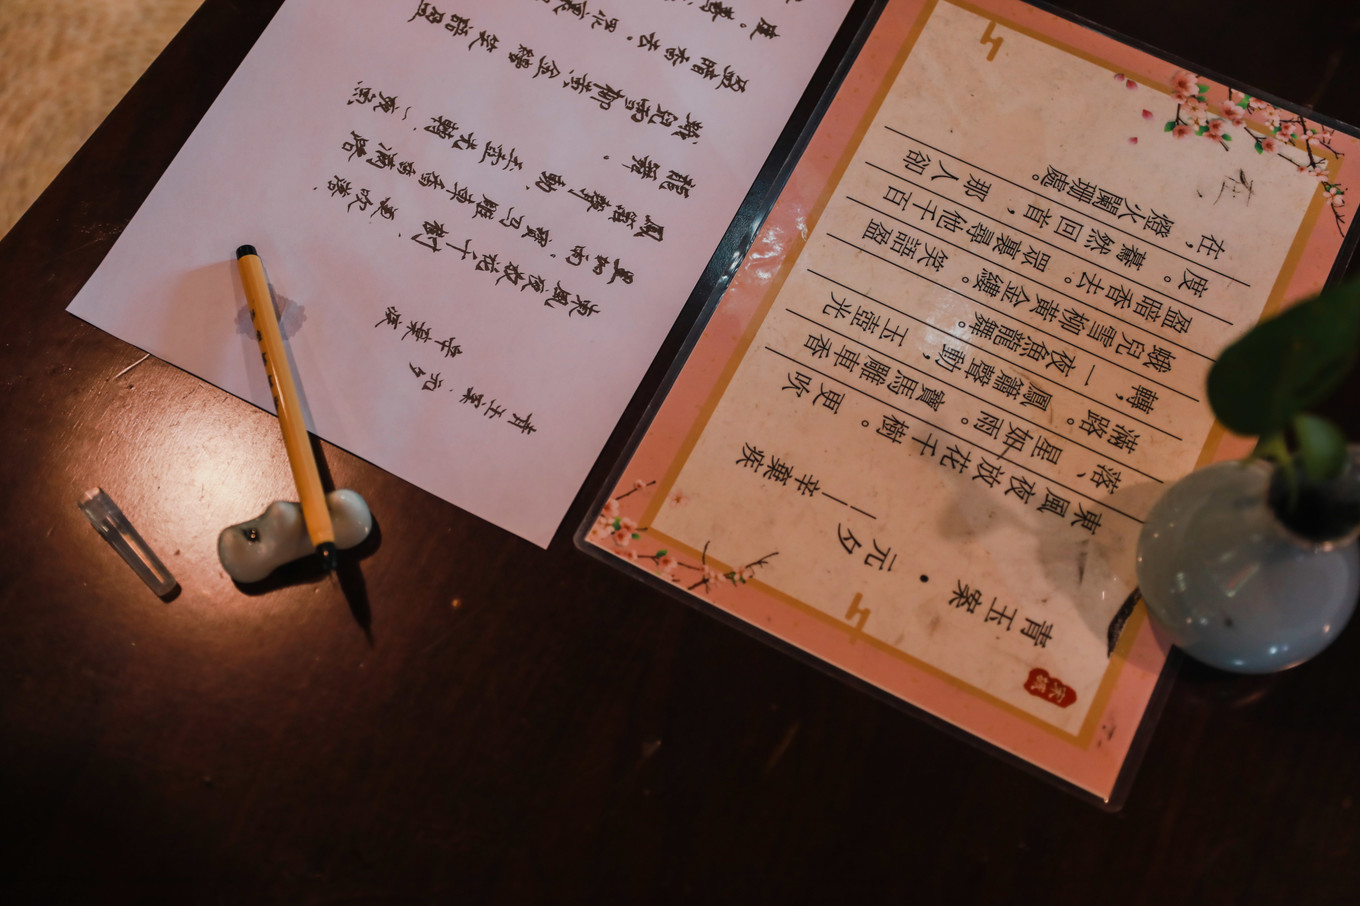 青玉案•元夕
—辛棄疾
東風夜放花千樹。更吹
落、星如雨。寶馬雕車香
滿路。鳳簫聲動，玉壺光
轉，一夜魚龍舞。
蛾兒雪柳黃金縷。笑語盈
盈暗香去。眾裏尋他千百
度。驀然回首，那人卻
在，燈火闌珊處。
青玉案、元夕
辛棄疾
東風夜放花千樹、更吹落、
星如雨、寶马雕車香滿路
鳳簫聲動、玉壺光轉、一夜魚
龍舞。
蛾兒雪柳黃金縷笑語盈
盈暗香去、眾裏
度。驀